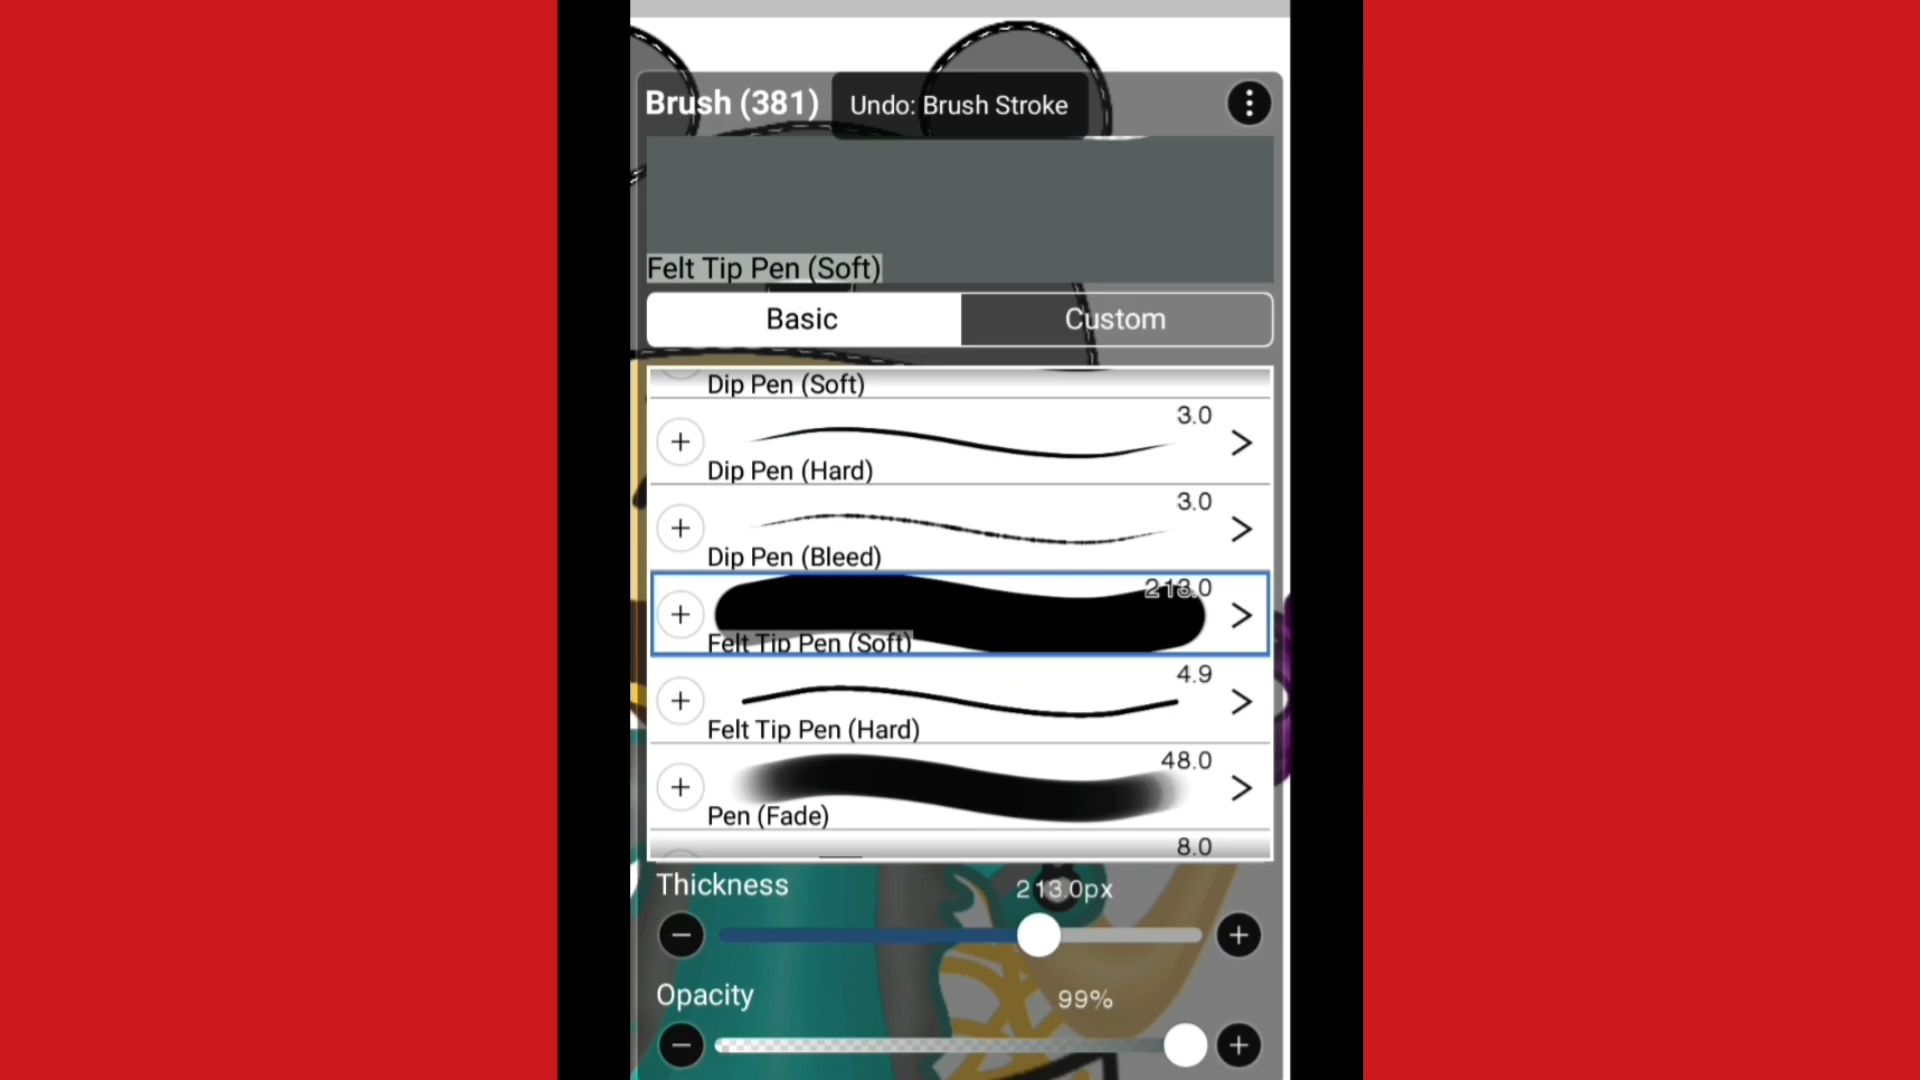 Brush (381)
Undo: Brush Stroke
Felt Tip Pen (Soft)
Basic
Custom
Dip Pen (Soft)
3.0
Dip Pen (Hard)
3.0
Dip Pen (Bleed)
213.0
Felt Tip Pen (Soft)
4.9
Felt Tip Pen (Hard)
48.0
Pen (Fade)
8.0
Thickness
213.0px
Opacity
99%